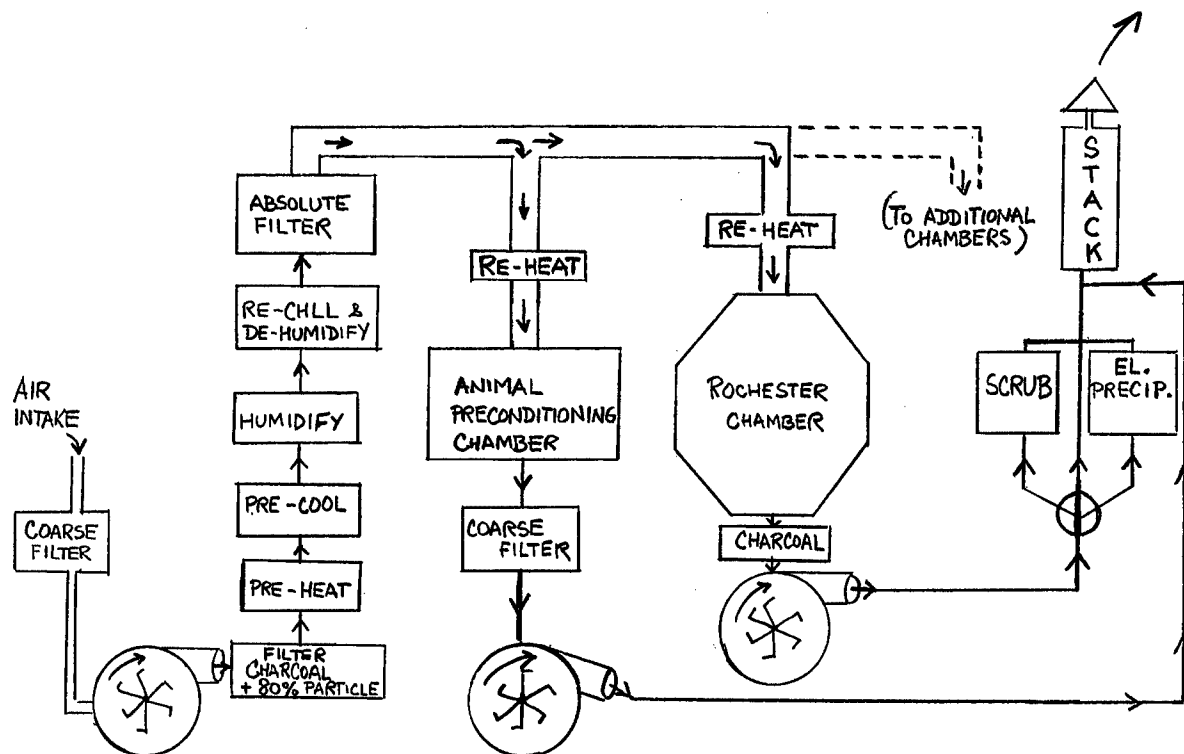 AIR
INTAKE
COARSE
FILTER
FILTER
CHARCOAL
+ 80% PARTICLE
PRE-HEAT
PRE-COOL
HUMIDIFY
RE-CHLL &
DE-HUMIDIFY
ABSOLUTE
FILTER
RE-HEAT
ANIMAL
PRECONDITIONING
CHAMBER
COARSE
FILTER
RE-HEAT
ROCHESTER
CHAMBER
CHARCOAL
(TO ADDITIONAL
CHAMBERS)
SCRUB
EL.
PRECIP.
STACK